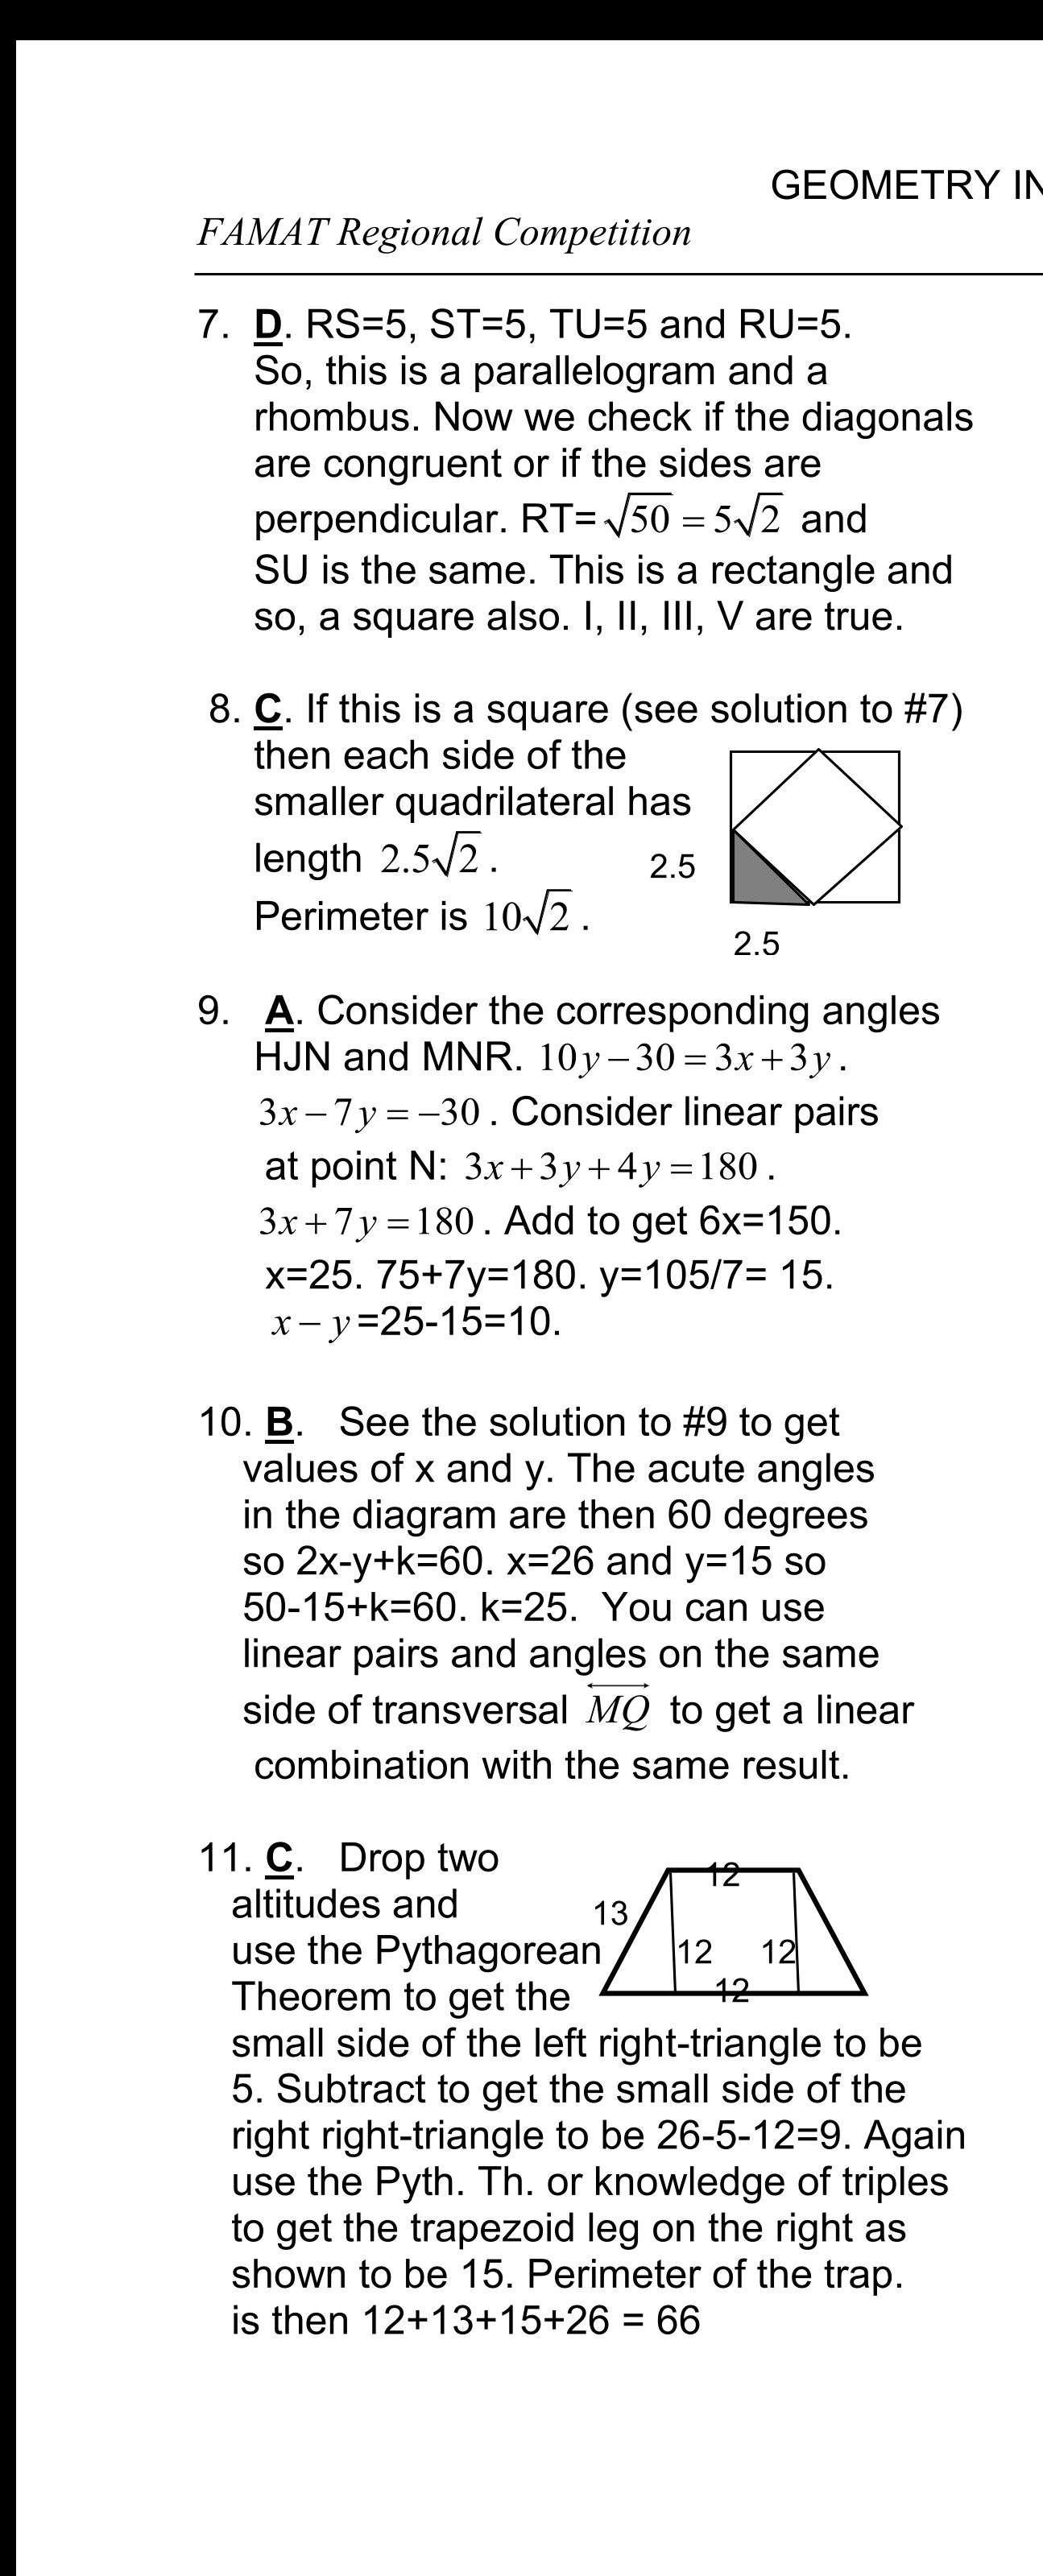 GEOMETRY IN
FAMAT Regional Competition
7. D. RS=5, ST=5, TU=5 and RU=5.
So, this is a parallelogram and a
rhombus. Now we check if the diagonals
are congruent or if the sides are
perpendicular. RT=√50 = 5√2 and
SU is the same. This is a rectangle and
so, a square also. I, II, III, V are true.
8. C. If this is a square (see solution to #7)
then each side of the
smaller quadrilateral has
length 2.5√2 .
2.5
Perimeter is 10√2 .
2.5
9. A. Consider the corresponding angles
HJN and MNR. 10y − 30 = 3x + 3y .
3x − 7y = −30 . Consider linear pairs
at point N: 3x + 3y + 4y = 180 .
3x + 7y = 180 . Add to get 6x=150.
x=25. 75+7y=180. y=105/7= 15.
x − y =25-15=10.
10. B. See the solution to #9 to get
values of x and y. The acute angles
in the diagram are then 60 degrees
so 2x-y+k=60. x=26 and y=15 so
50-15+k=60. k=25. You can use
linear pairs and angles on the same
side of transversal MQ to get a linear
combination with the same result.
11. C. Drop two
altitudes and
use the Pythagorean
Theorem to get the
12
13
12 12
12
small side of the left right-triangle to be
5. Subtract to get the small side of the
right right-triangle to be 26-5-12=9. Again
use the Pyth. Th. or knowledge of triples
to get the trapezoid leg on the right as
shown to be 15. Perimeter of the trap.
is then 12+13+15+26 = 66